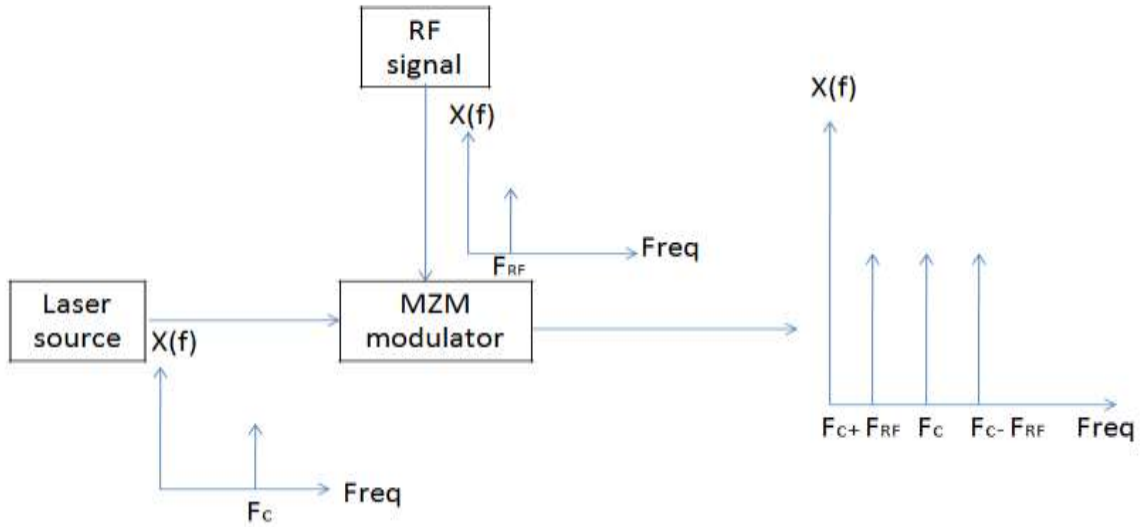 RF
signal
X(f)
X(f)
Freq
FRF
Laser
source
MZM
modulator
X(f)
FC+ FRF FC FC- FRF Freq
Freq
FC